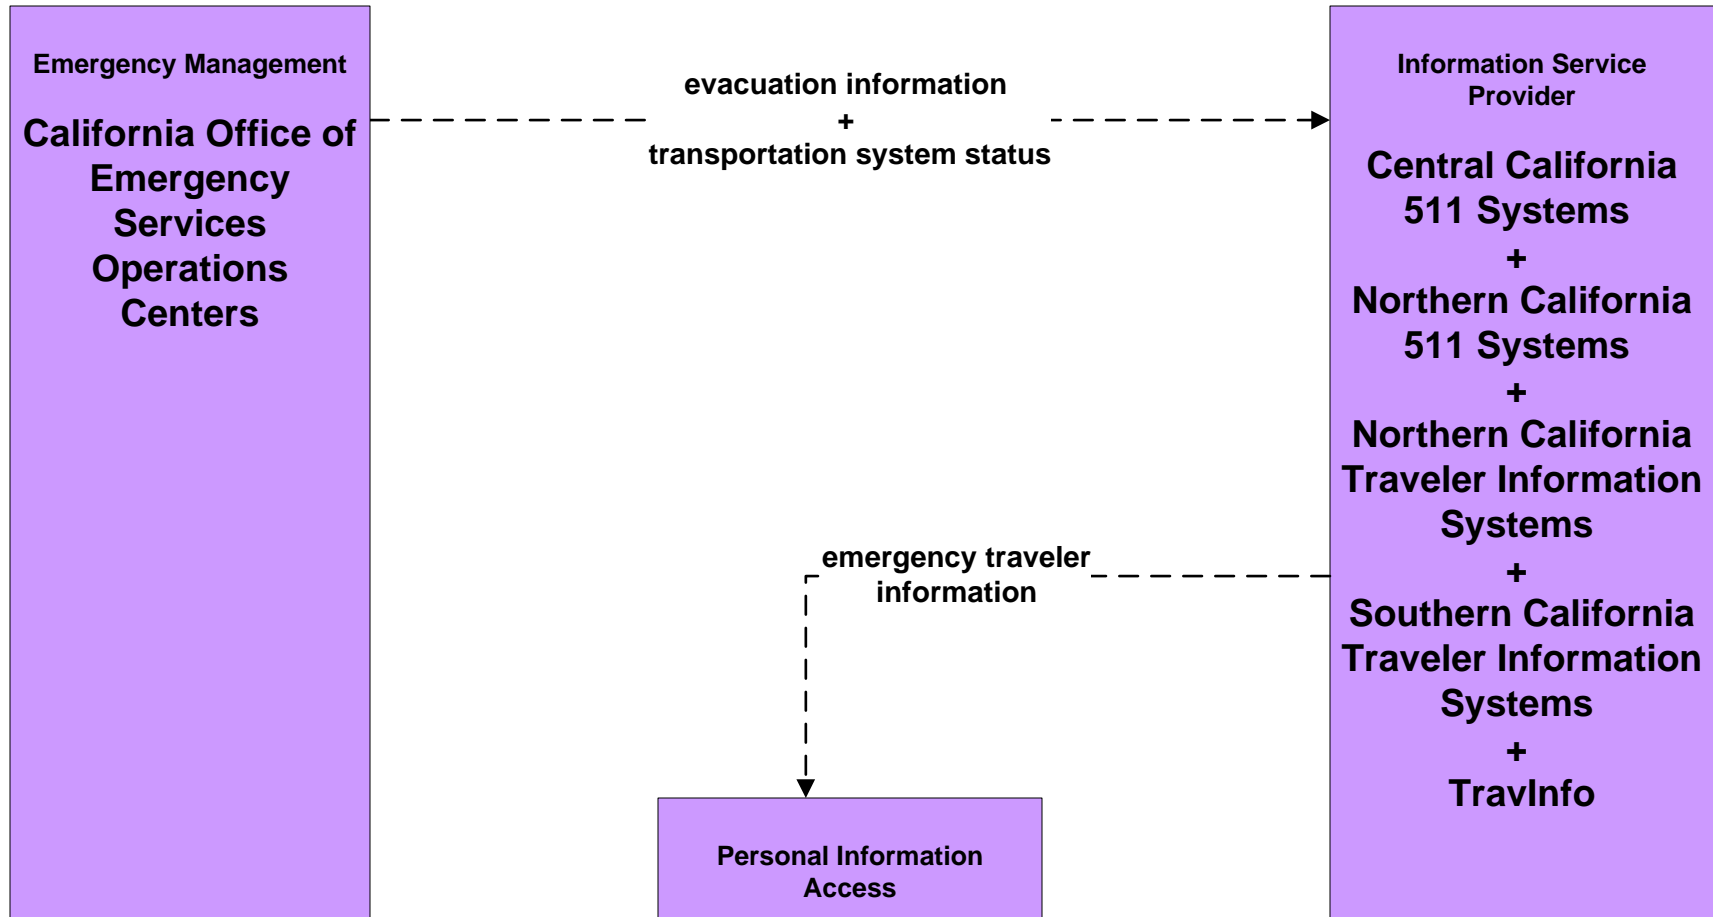 Emergency Management
California Office of
Emergency
Services
Operations
Centers
evacuation information
+
transportation system status
Information Service
Provider
Central California
511 Systems
+
Northern California
511 Systems
+
Northern California
Traveler Information
Systems
+
Southern California
Traveler Information
Systems
+
TravInfo
emergency traveler
information
Personal Information
Access